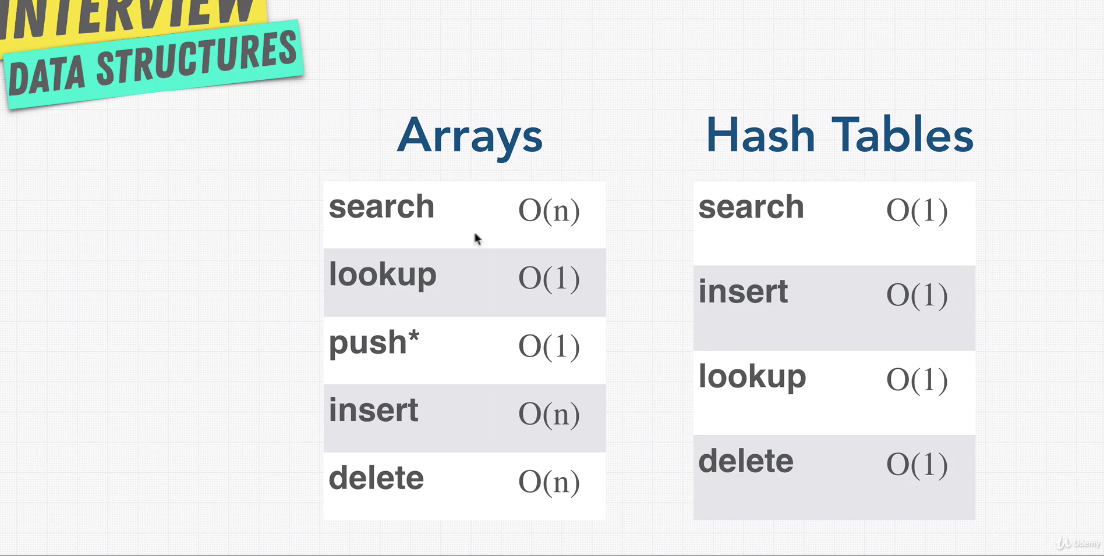 INTERVIEW
DATA STRUCTURES
Arrays
search O(n)
lookup O(1)
push* O(1)
insert O(n)
delete O(n)
Hash Tables
search O(1)
insert O(1)
lookup O(1)
delete O(1)
Udemy